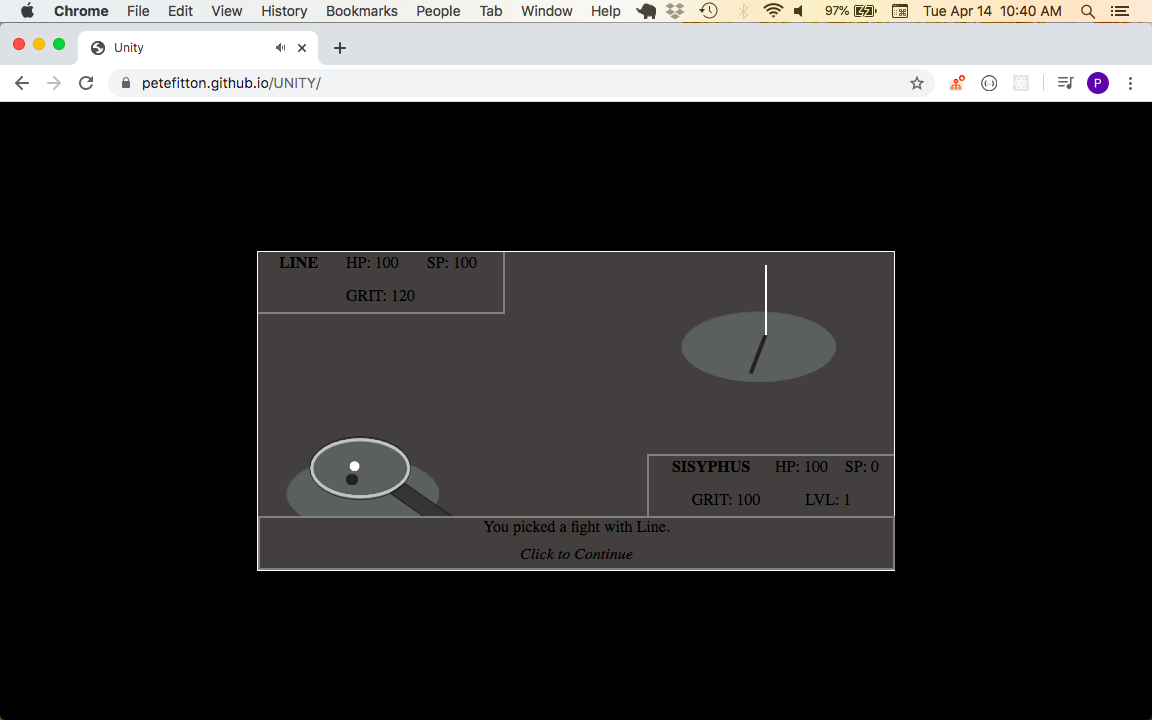 Chrome File Edit View History Bookmarks People Tab Window Help 97% Tue Apr 14 10:40 AM
Unity
petefitton.github.io/UNITY/
P
LINE HP: 100 SP: 100
GRIT: 120
SISYPHUS HP: 100 SP: 0
GRIT: 100 LVL: 1
You picked a fight with Line.
Click to Continue